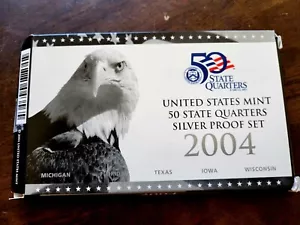 50
STATE
QUARTERS
UNITED STATES MINT
50 STATE QUARTERS
SILVER PROOF SET
2004
MICHIGAN TEXAS IOWA WISCONSIN